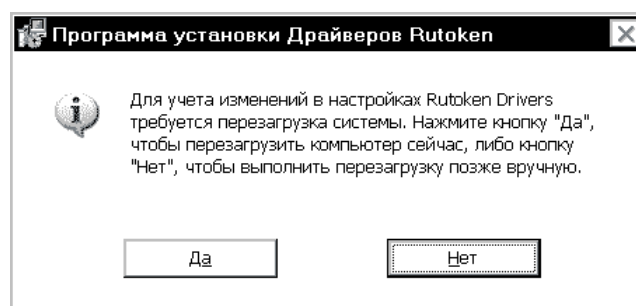 Программа установки Драйверов Rutoken
Для учета изменений в настройках Rutoken Drivers
требуется перезагрузка системы. Нажмите кнопку "Да",
чтобы перезагрузить компьютер сейчас, либо кнопку
"Нет", чтобы выполнить перезагрузку позже вручную.
Да
Нет